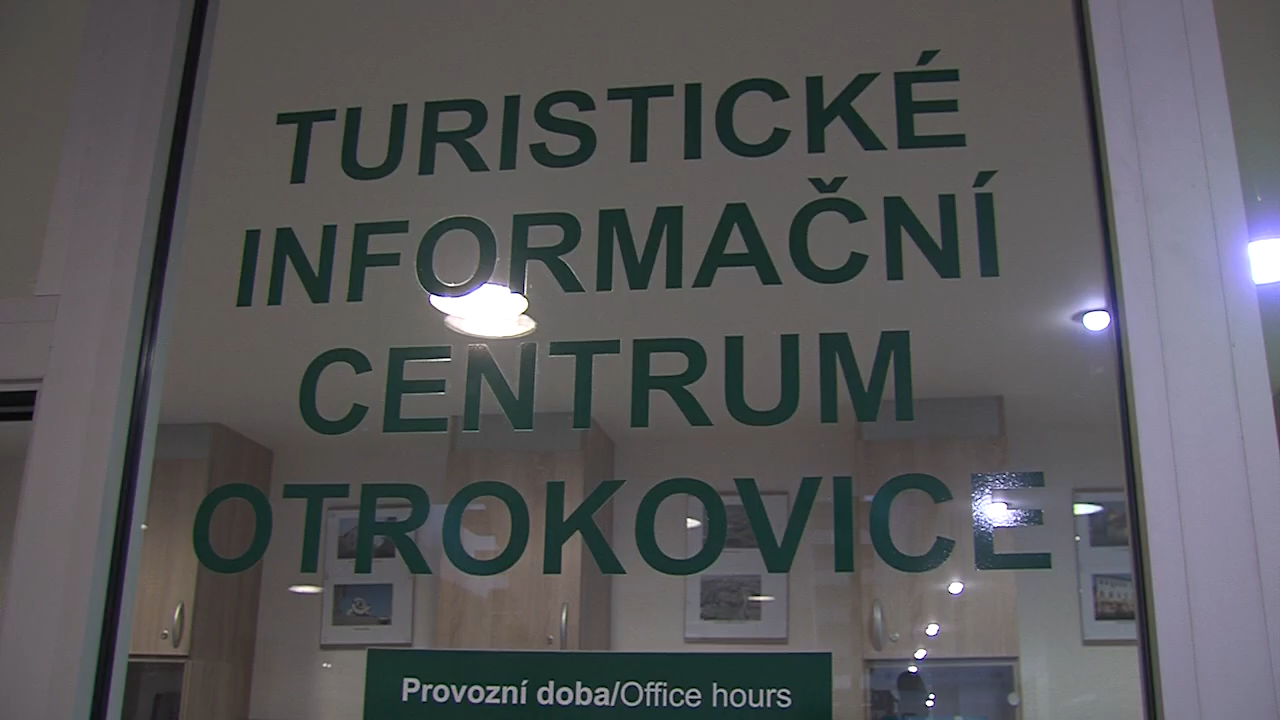 TURISTICKÉ
INFORMAČNÍ
CENTRUM
OTROKOVICE
Provozní doba/Office hours